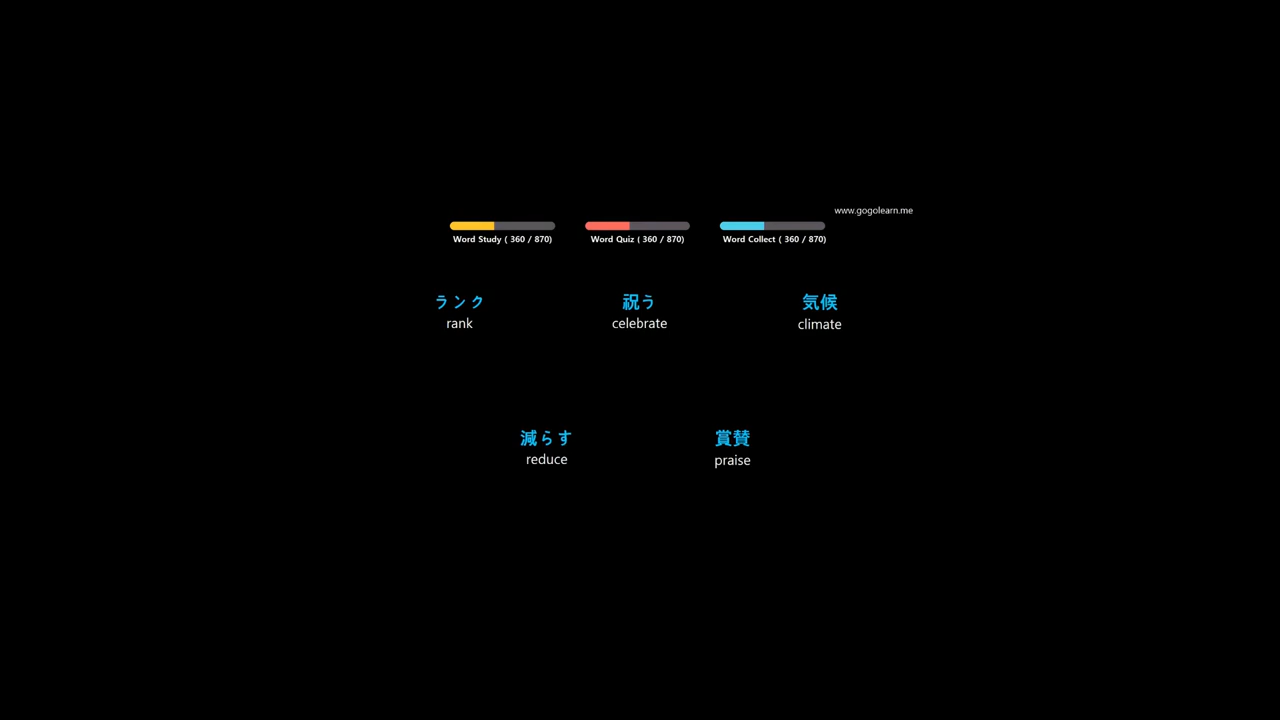 www.gogolearn.me
Word Study ( 360 / 870)
Word Quiz ( 360 / 870)
Word Collect ( 360 / 870)
ランク
rank
祝う
celebrate
気候
climate
減らす
reduce
賞賛
praise